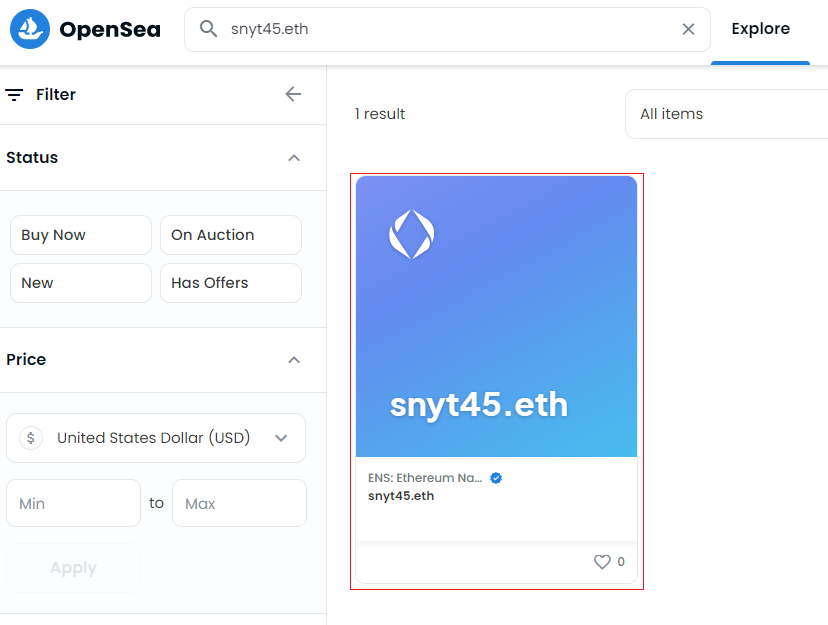 OpenSea
snyt45.eth
Explore
Filter
1 result
All items
Status
Buy Now
On Auction
New
Has Offers
Price
$ United States Dollar (USD)
Min to Max
Apply
snyt45.eth
ENS: Ethereum Na...
snyt45.eth
0